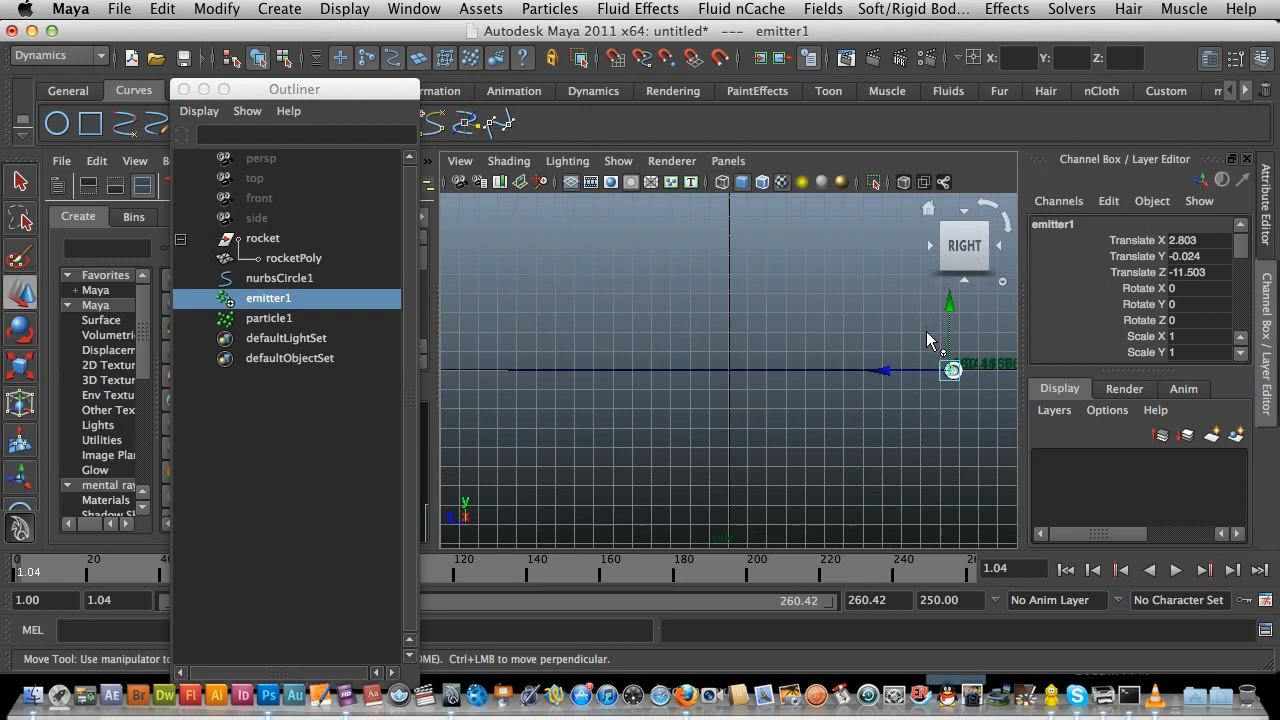 Maya File Edit Modify Create Display Window Assets Particles Fluid Effects Fluid nCache Fields Soft/Rigid Bod... Effects Solvers Hair Muscle Help
Autodesk Maya 2011 x64: untitled* --- emitter1
Dynamics
X: Y: Z:
General Curves
rmation Animation Dynamics Rendering PaintEffects Toon Muscle Fluids Fur Hair nCloth Custom
Outliner
Display Show Help
File Edit View
View Shading Lighting Show Renderer Panels
Channel Box / Layer Editor
Create Bins
Channels Edit Object Show
Favorites
Maya
Maya
Surface
Volumetri
Displacem
2D Textur
3D Textur
Env Textur
Other Tex
Lights
Utilities
Image Plan
Glow
mental ra
Materials
persp
top
front
side
rocket
rocketPoly
nurbsCircle1
emitter1
particle1
defaultLightSet
defaultObjectSet
RIGHT
y
emitter1
Translate X 2.803
Translate Y -0.024
Translate Z -11.503
Rotate X 0
Rotate Y 0
Rotate Z 0
Scale X 1
Scale Y 1
Display Render Anim
Layers Options Help
Attribute Editor
Channel Box / Layer Editor
0 20 40 120 140 160 180 200 220 240
1.04
1.04
1.00 1.04 260.42 260.42 250.00 No Anim Layer No Character Set
MEL
Move Tool: Use manipulator to
OME). Ctrl+LMB to move perpendicular.